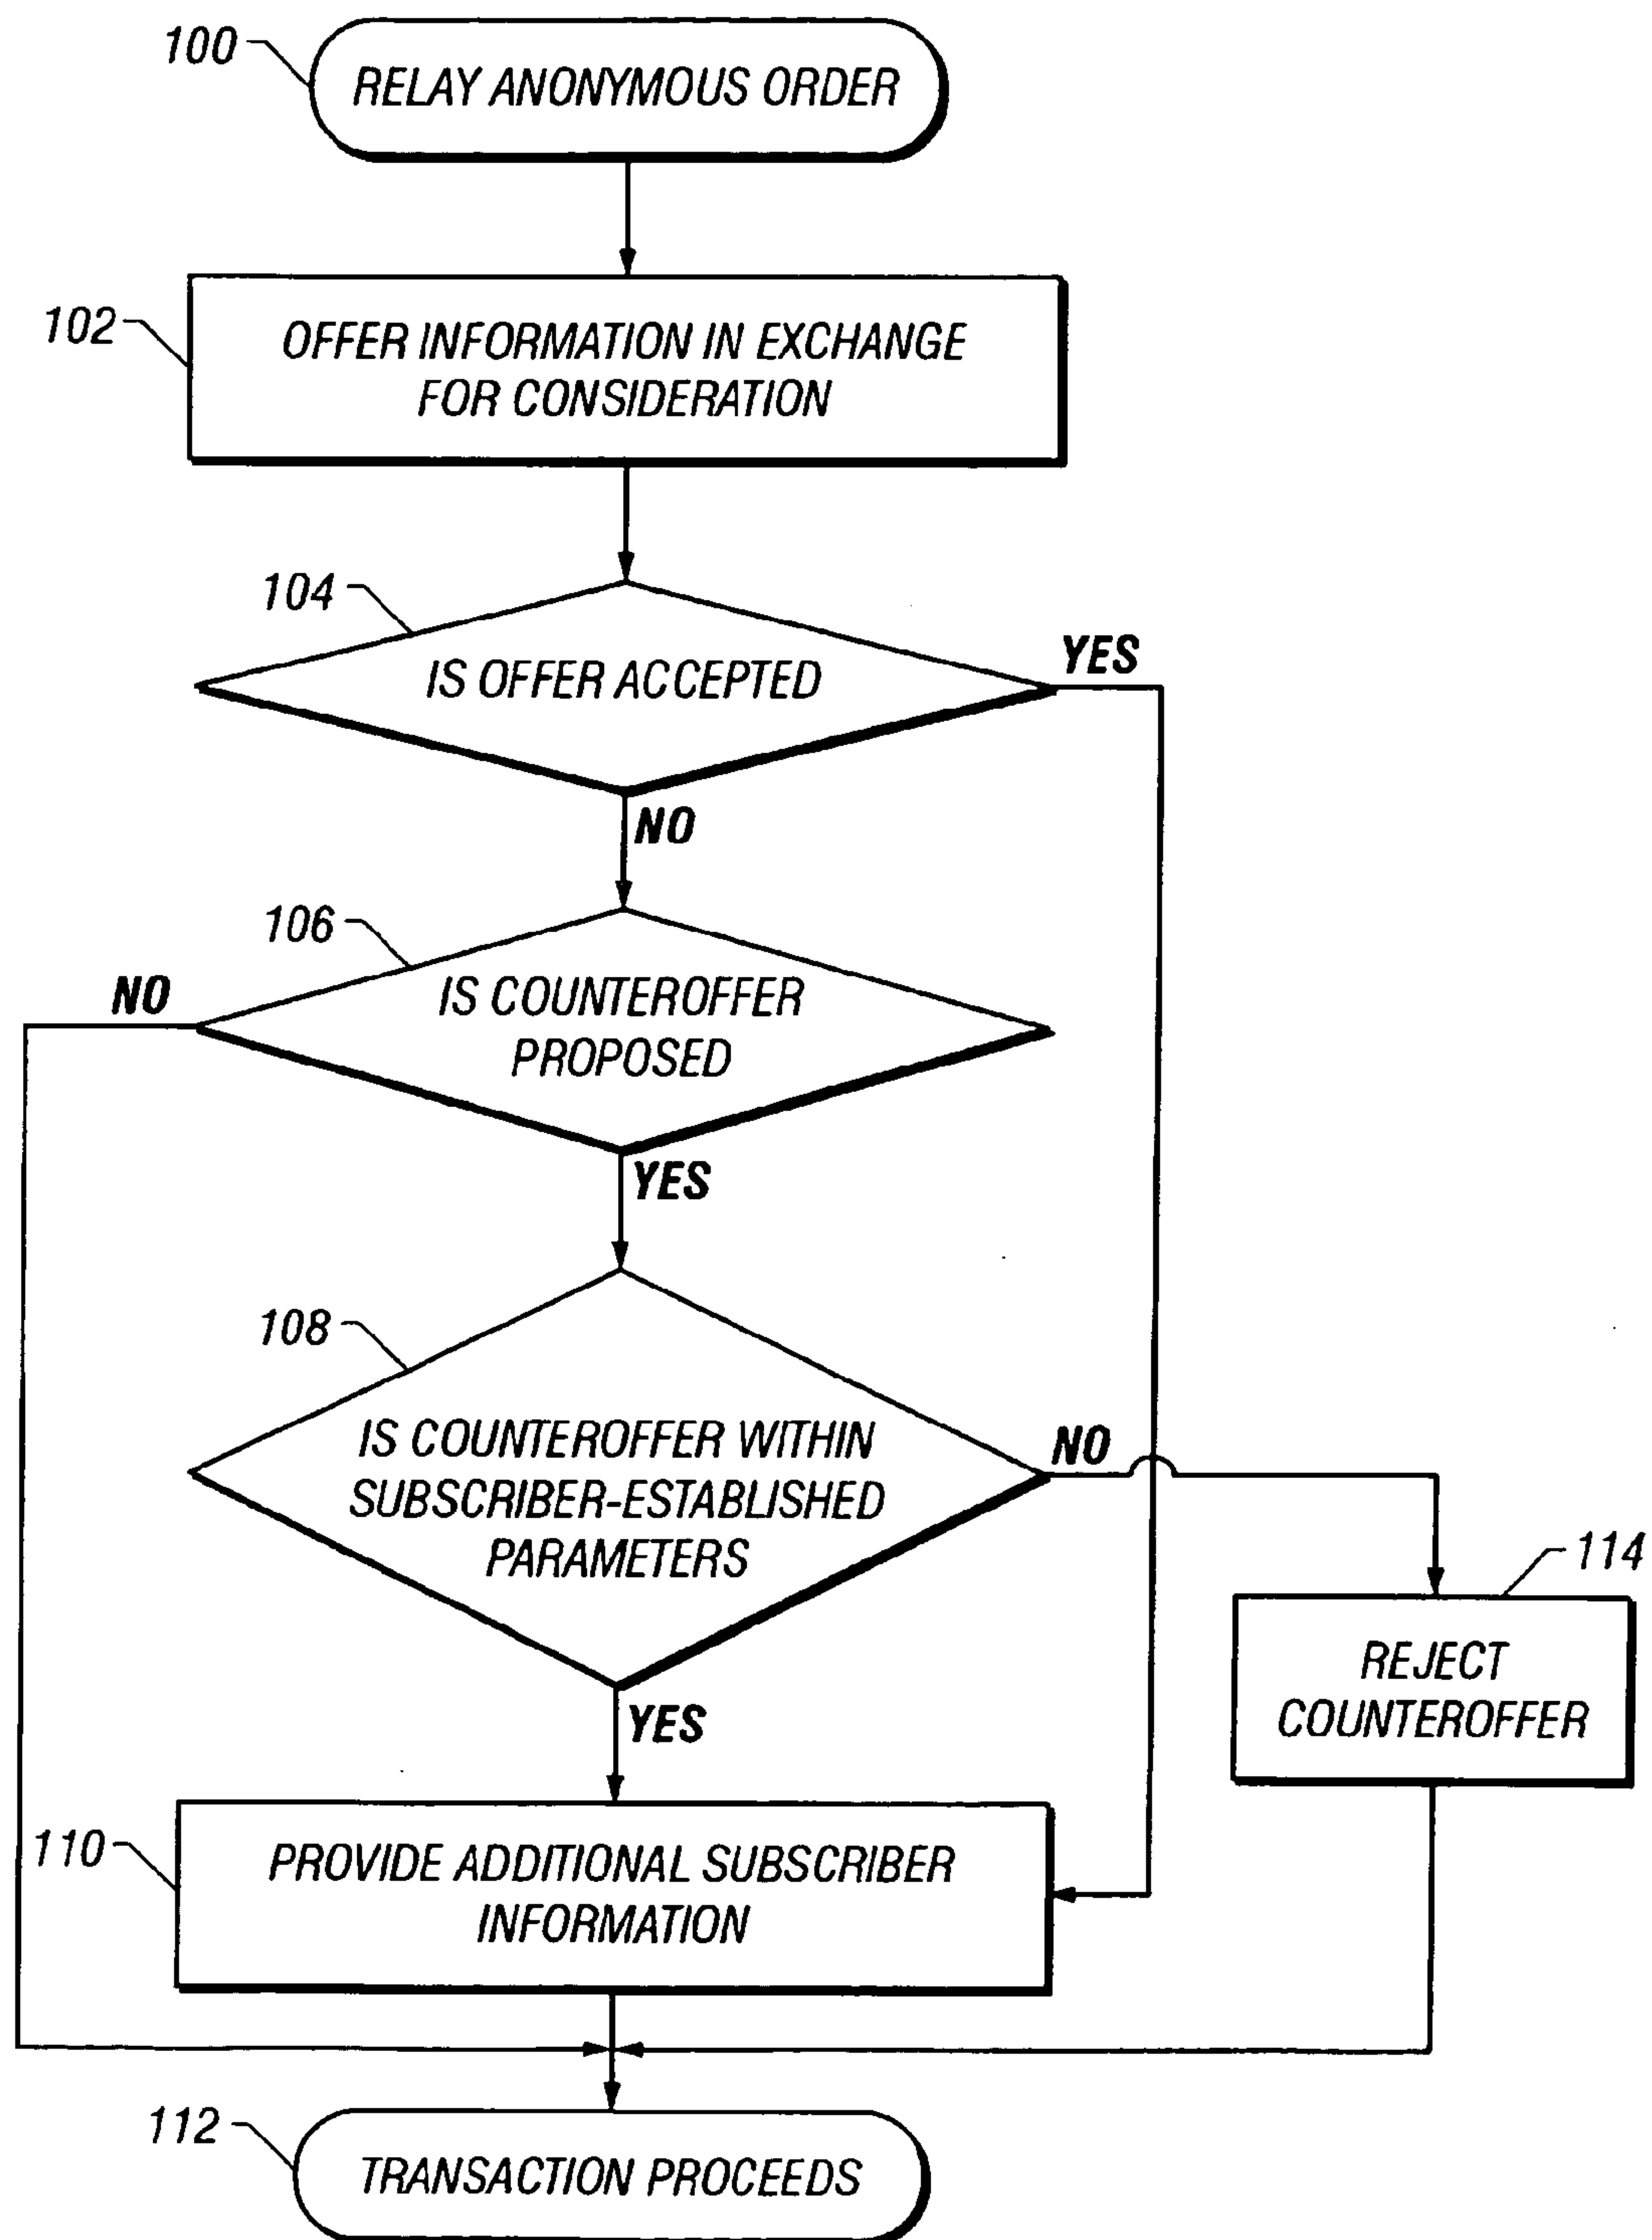 100
RELAY ANONYMOUS ORDER
102
OFFER INFORMATION IN EXCHANGE
FOR CONSIDERATION
104
IS OFFER ACCEPTED
YES
NO
106
NO
IS COUNTEROFFER
PROPOSED
YES
108
IS COUNTEROFFER WITHIN
SUBSCRIBER-ESTABLISHED
PARAMETERS
NO
114
REJECT
COUNTEROFFER
YES
110
PROVIDE ADDITIONAL SUBSCRIBER
INFORMATION
112
TRANSACTION PROCEEDS